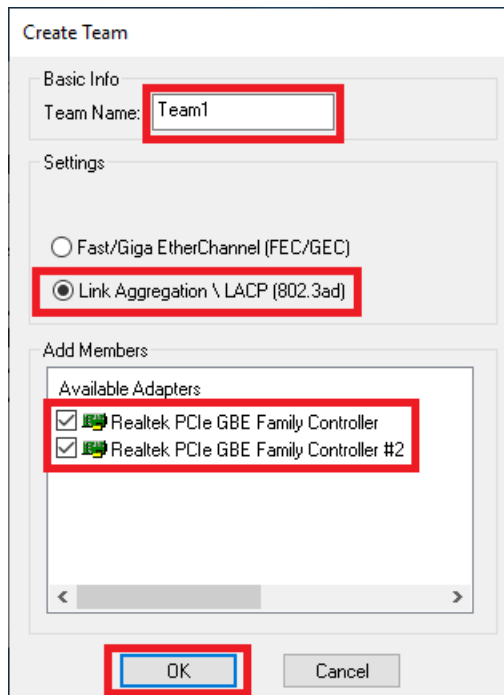 Create Team
Basic Info
Team Name: Team1
Settings
Fast/Giga EtherChannel (FEC/GEC)
Link Aggregation \ LACP (802.3ad)
Add Members
Available Adapters
Realtek PCIe GBE Family Controller
Realtek PCIe GBE Family Controller #2
OK Cancel